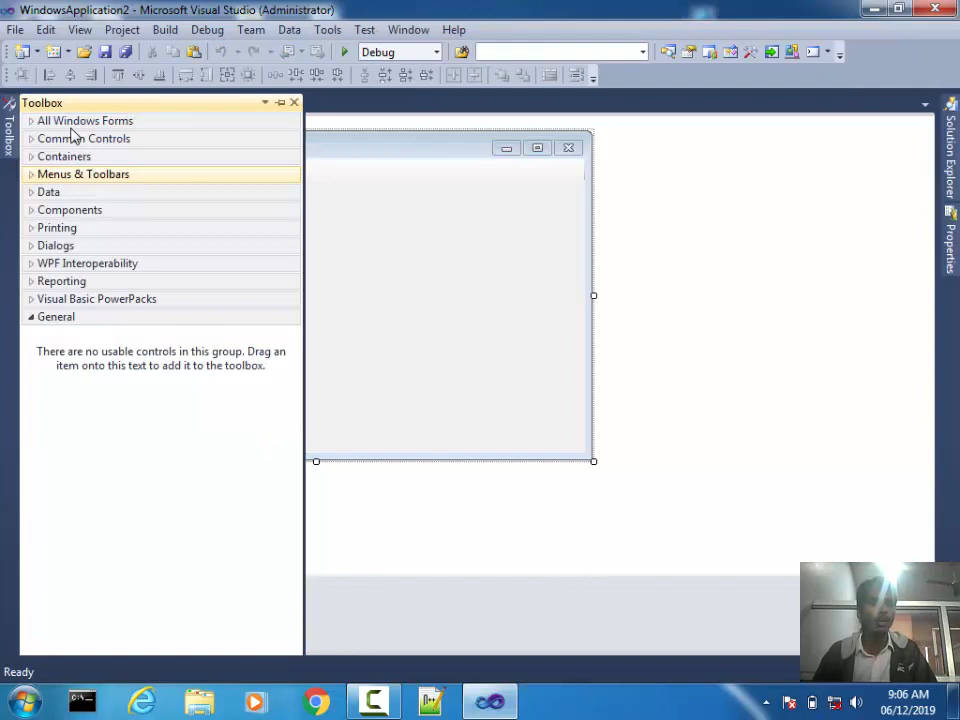 WindowsApplication2 - Microsoft Visual Studio (Administrator)
File Edit View Project Build Debug Team Data Tools Test Window Help
Debug
Toolbox
Toolbox
All Windows Forms
Common Controls
Containers
Menus & Toolbars
Data
Components
Printing
Dialogs
WPF Interoperability
Reporting
Visual Basic PowerPacks
General
There are no usable controls in this group. Drag an
item onto this text to add it to the toolbox.
Solution Explorer
Properties
Ready
9:06 AM
06/12/2019